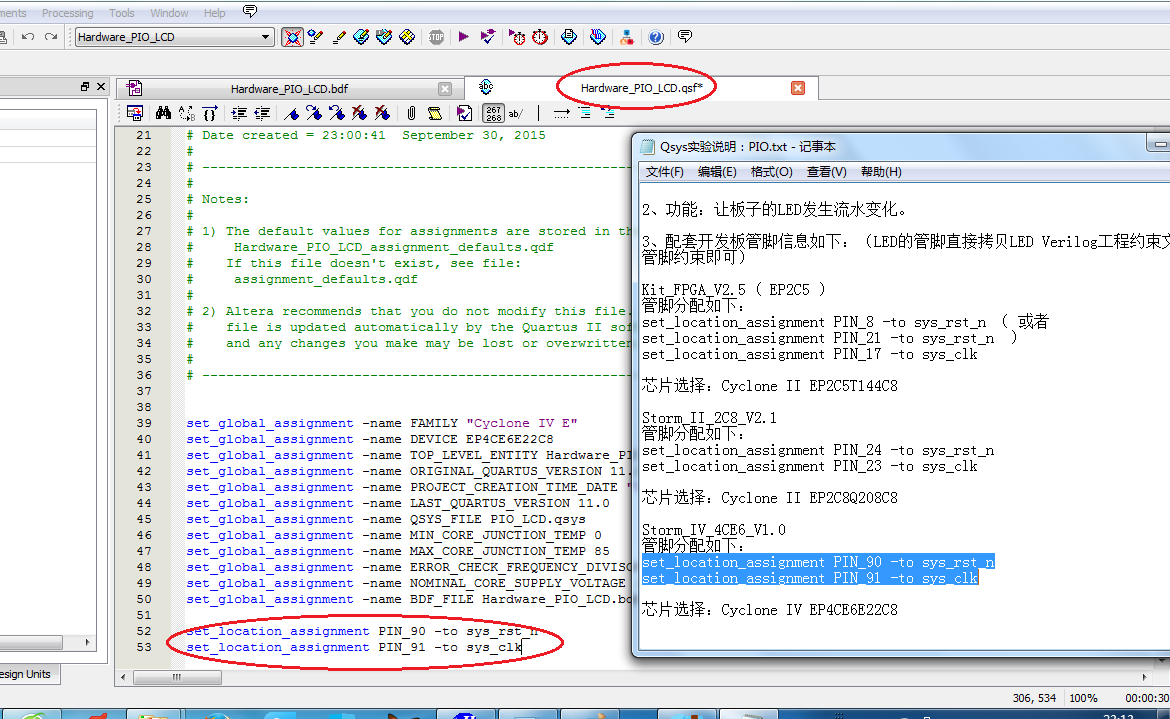 Processing Tools Window Help
Hardware_PIO_LCD
STOP
Hardware_PIO_LCD.bdf
Hardware_PIO_LCD.qsf*
267
268
ab/
21 # Date created = 23:00:41 September 30, 2015
22 #
23 # --------------------------------------------------------
24 #
25 # Notes:
26 #
27 # 1) The default values for assignments are stored in th
28 # Hardware_PIO_LCD_assignment_defaults.qdf
29 # If this file doesn't exist, see file:
30 # assignment_defaults.qdf
31 #
32 # 2) Altera recommends that you do not modify this file.
33 # file is updated automatically by the Quartus II sof
34 # and any changes you make may be lost or overwritten
35 #
36 # --------------------------------------------------------
37
38
39 set_global_assignment -name FAMILY "Cyclone IV E"
40 set_global_assignment -name DEVICE EP4CE6E22C8
41 set_global_assignment -name TOP_LEVEL_ENTITY Hardware_PI
42 set_global_assignment -name ORIGINAL_QUARTUS_VERSION 11.
43 set_global_assignment -name PROJECT_CREATION_TIME_DATE "
44 set_global_assignment -name LAST_QUARTUS_VERSION 11.0
45 set_global_assignment -name QSYS_FILE PIO_LCD.qsys
46 set_global_assignment -name MIN_CORE_JUNCTION_TEMP 0
47 set_global_assignment -name MAX_CORE_JUNCTION_TEMP 85
48 set_global_assignment -name ERROR_CHECK_FREQUENCY_DIVISO
49 set_global_assignment -name NOMINAL_CORE_SUPPLY_VOLTAGE
50 set_global_assignment -name BDF_FILE Hardware_PIO_LCD.bd
51
52 set_location_assignment PIN_90 -to sys_rst_n
53 set_location_assignment PIN_91 -to sys_clk
Qsys实验说明：PIO.txt - 记事本
文件(F) 编辑(E) 格式(O) 查看(V) 帮助(H)
2、功能：让板子的LED发生流水变化。
3、配套开发板管脚信息如下：（LED的管脚直接拷贝LED Verilog工程约束文
管脚约束即可）
Kit_FPGA_V2.5 ( EP2C5 )
管脚分配如下：
set_location_assignment PIN_8 -to sys_rst_n （ 或者
set_location_assignment PIN_21 -to sys_rst_n ）
set_location_assignment PIN_17 -to sys_clk
芯片选择：Cyclone II EP2C5T144C8
Storm_II_2C8_V2.1
管脚分配如下：
set_location_assignment PIN_24 -to sys_rst_n
set_location_assignment PIN_23 -to sys_clk
芯片选择：Cyclone II EP2C8Q208C8
Storm_IV_4CE6_V1.0
管脚分配如下：
set_location_assignment PIN_90 -to sys_rst_n
set_location_assignment PIN_91 -to sys_clk
芯片选择：Cyclone IV EP4CE6E22C8
esign Units
306, 534 100% 00:00:30